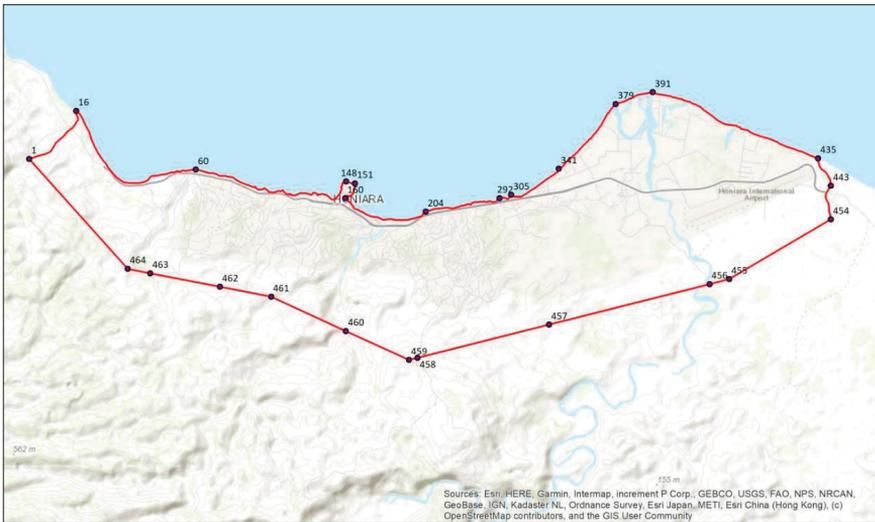 391
379
16
435
1
341
60
443
148 151
292 305
Honiara International
Airport
160
HONIARA
204
454
464
463
455
462
456
461
457
460
459
458
562 m
155 m
Sources: Esri, HERE, Garmin, Intermap, increment P Corp., GEBCO, USGS, FAO, NPS, NRCAN,
GeoBase, IGN, Kadaster NL, Ordnance Survey, Esri Japan, METI, Esri China (Hong Kong), (c)
OpenStreetMap contributors, and the GIS User Community